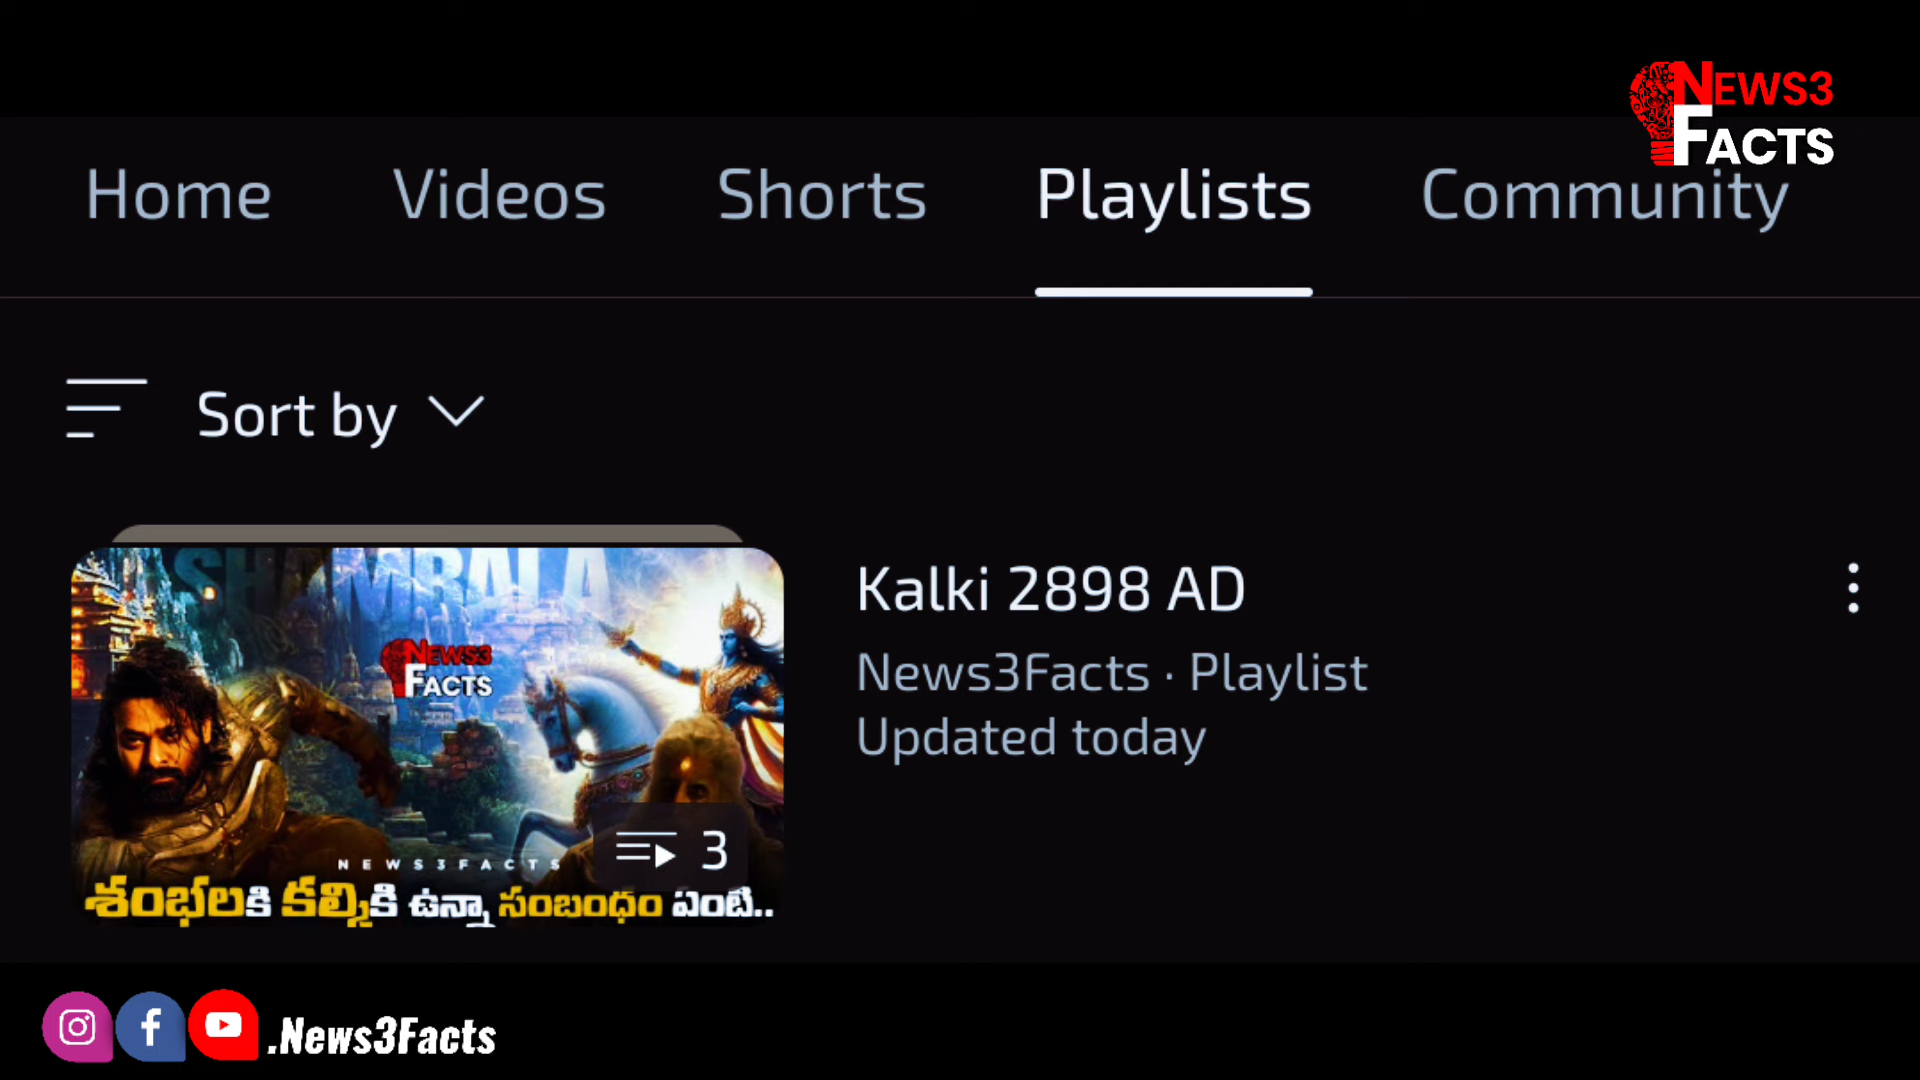 NEWS3
FACTS
Home Videos Shorts Playlists Community
Sort by
SHAMBALA
NEWS3
FACTS
Kalki 2898 AD
News3Facts · Playlist
Updated today
3
NEWS3FACTS
శంభలకి కల్కికి ఉన్నా సంబంధం ఏంటి..
.News3Facts